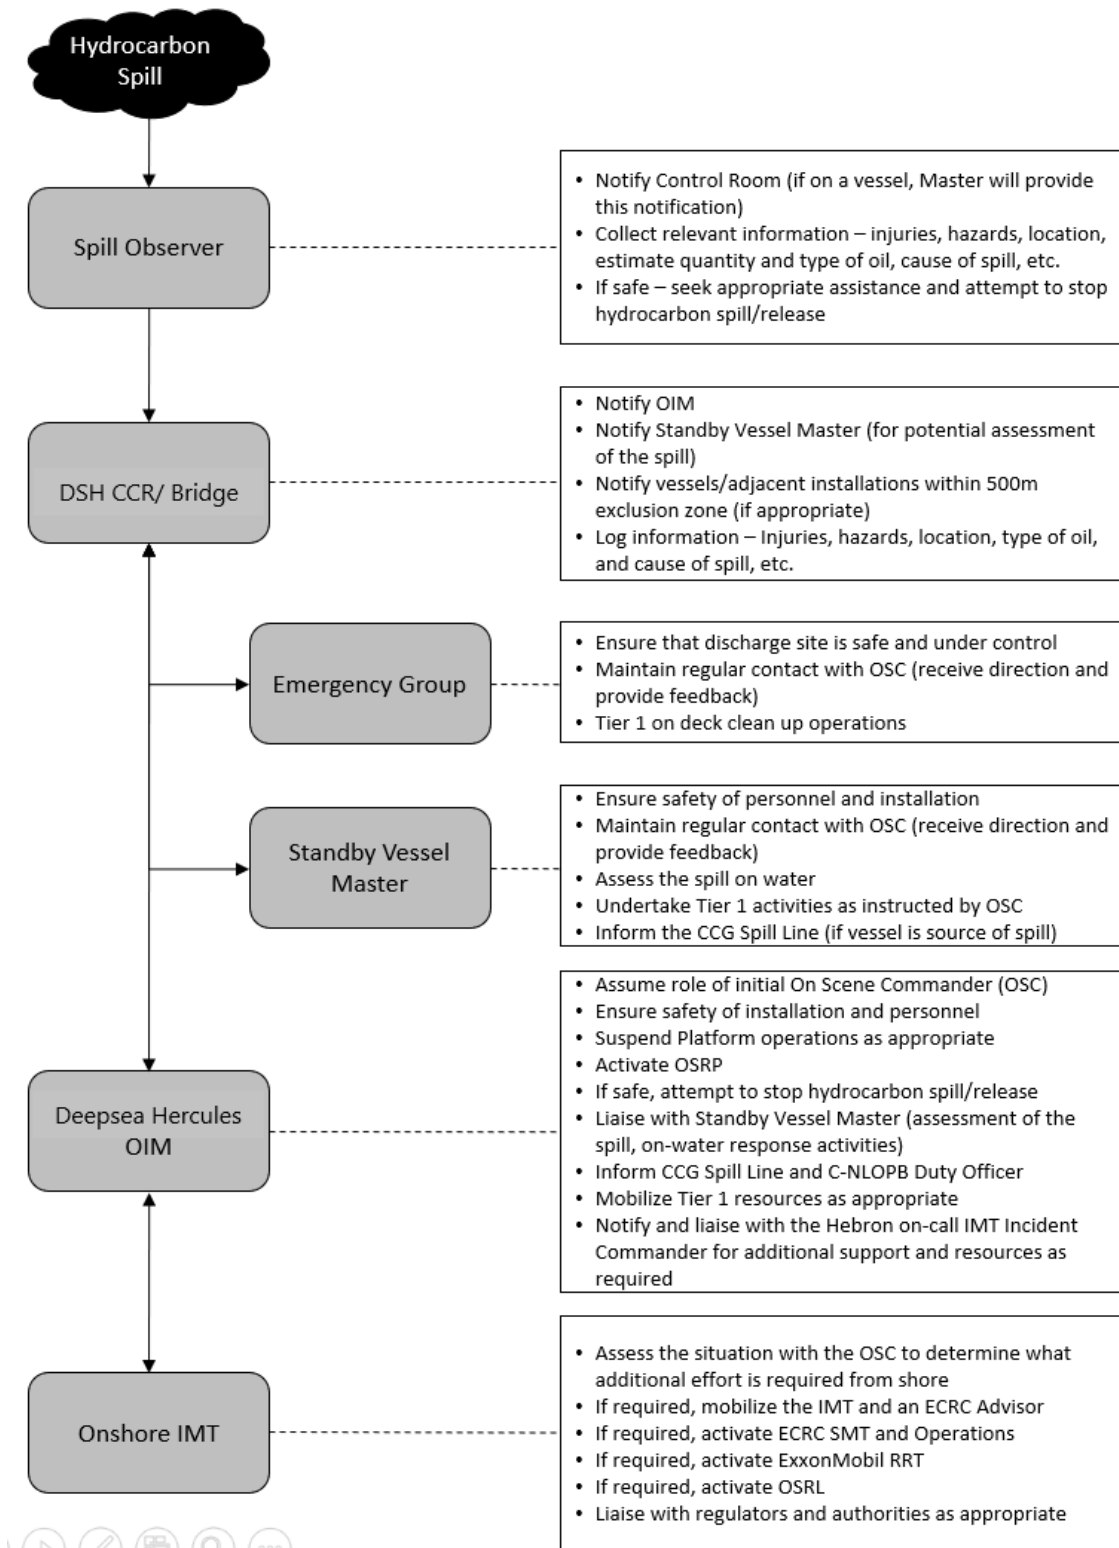 Hydrocarbon
Spill
Spill Observer
• Notify Control Room (if on a vessel, Master will provide
this notification)
• Collect relevant information – injuries, hazards, location,
estimate quantity and type of oil, cause of spill, etc.
• If safe – seek appropriate assistance and attempt to stop
hydrocarbon spill/release
DSH CCR/ Bridge
• Notify OIM
• Notify Standby Vessel Master (for potential assessment
of the spill)
• Notify vessels/adjacent installations within 500m
exclusion zone (if appropriate)
• Log information – Injuries, hazards, location, type of oil,
and cause of spill, etc.
Emergency Group
• Ensure that discharge site is safe and under control
• Maintain regular contact with OSC (receive direction and
provide feedback)
• Tier 1 on deck clean up operations
Standby Vessel
Master
• Ensure safety of personnel and installation
• Maintain regular contact with OSC (receive direction and
provide feedback)
• Assess the spill on water
• Undertake Tier 1 activities as instructed by OSC
• Inform the CCG Spill Line (if vessel is source of spill)
Deepsea Hercules
OIM
• Assume role of initial On Scene Commander (OSC)
• Ensure safety of installation and personnel
• Suspend Platform operations as appropriate
• Activate OSRP
• If safe, attempt to stop hydrocarbon spill/release
• Liaise with Standby Vessel Master (assessment of the
spill, on-water response activities)
• Inform CCG Spill Line and C-NLOPB Duty Officer
• Mobilize Tier 1 resources as appropriate
• Notify and liaise with the Hebron on-call IMT Incident
Commander for additional support and resources as
required
Onshore IMT
• Assess the situation with the OSC to determine what
additional effort is required from shore
• If required, mobilize the IMT and an ECRC Advisor
• If required, activate ECRC SMT and Operations
• If required, activate ExxonMobil RRT
• If required, activate OSRL
• Liaise with regulators and authorities as appropriate